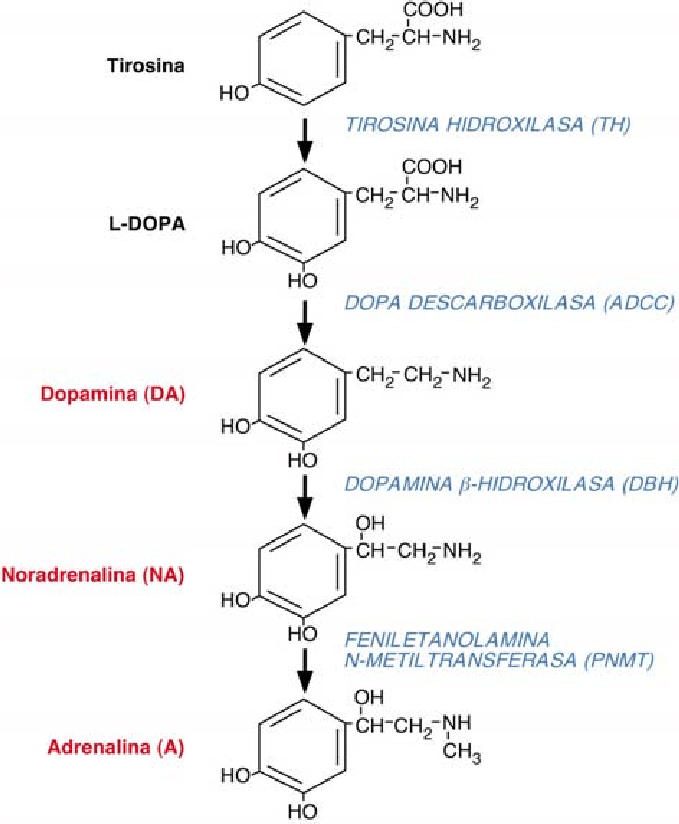 COOH
CH2-CH-NH2
Tirosina
HO
TIROSINA HIDROXILASA (TH)
COOH
CH2-CH-NH2
L-DOPA
HO
HO
DOPA DESCARBOXILASA (ADCC)
CH2-CH2-NH2
Dopamina (DA)
HO
HO
DOPAMINA β-HIDROXILASA (DBH)
OH
CH-CH2-NH2
Noradrenalina (NA)
HO
HO
FENILETANOLAMINA
N-METILTRANSFERASA (PNMT)
OH
CH-CH2-NH
CH3
Adrenalina (A)
HO
HO